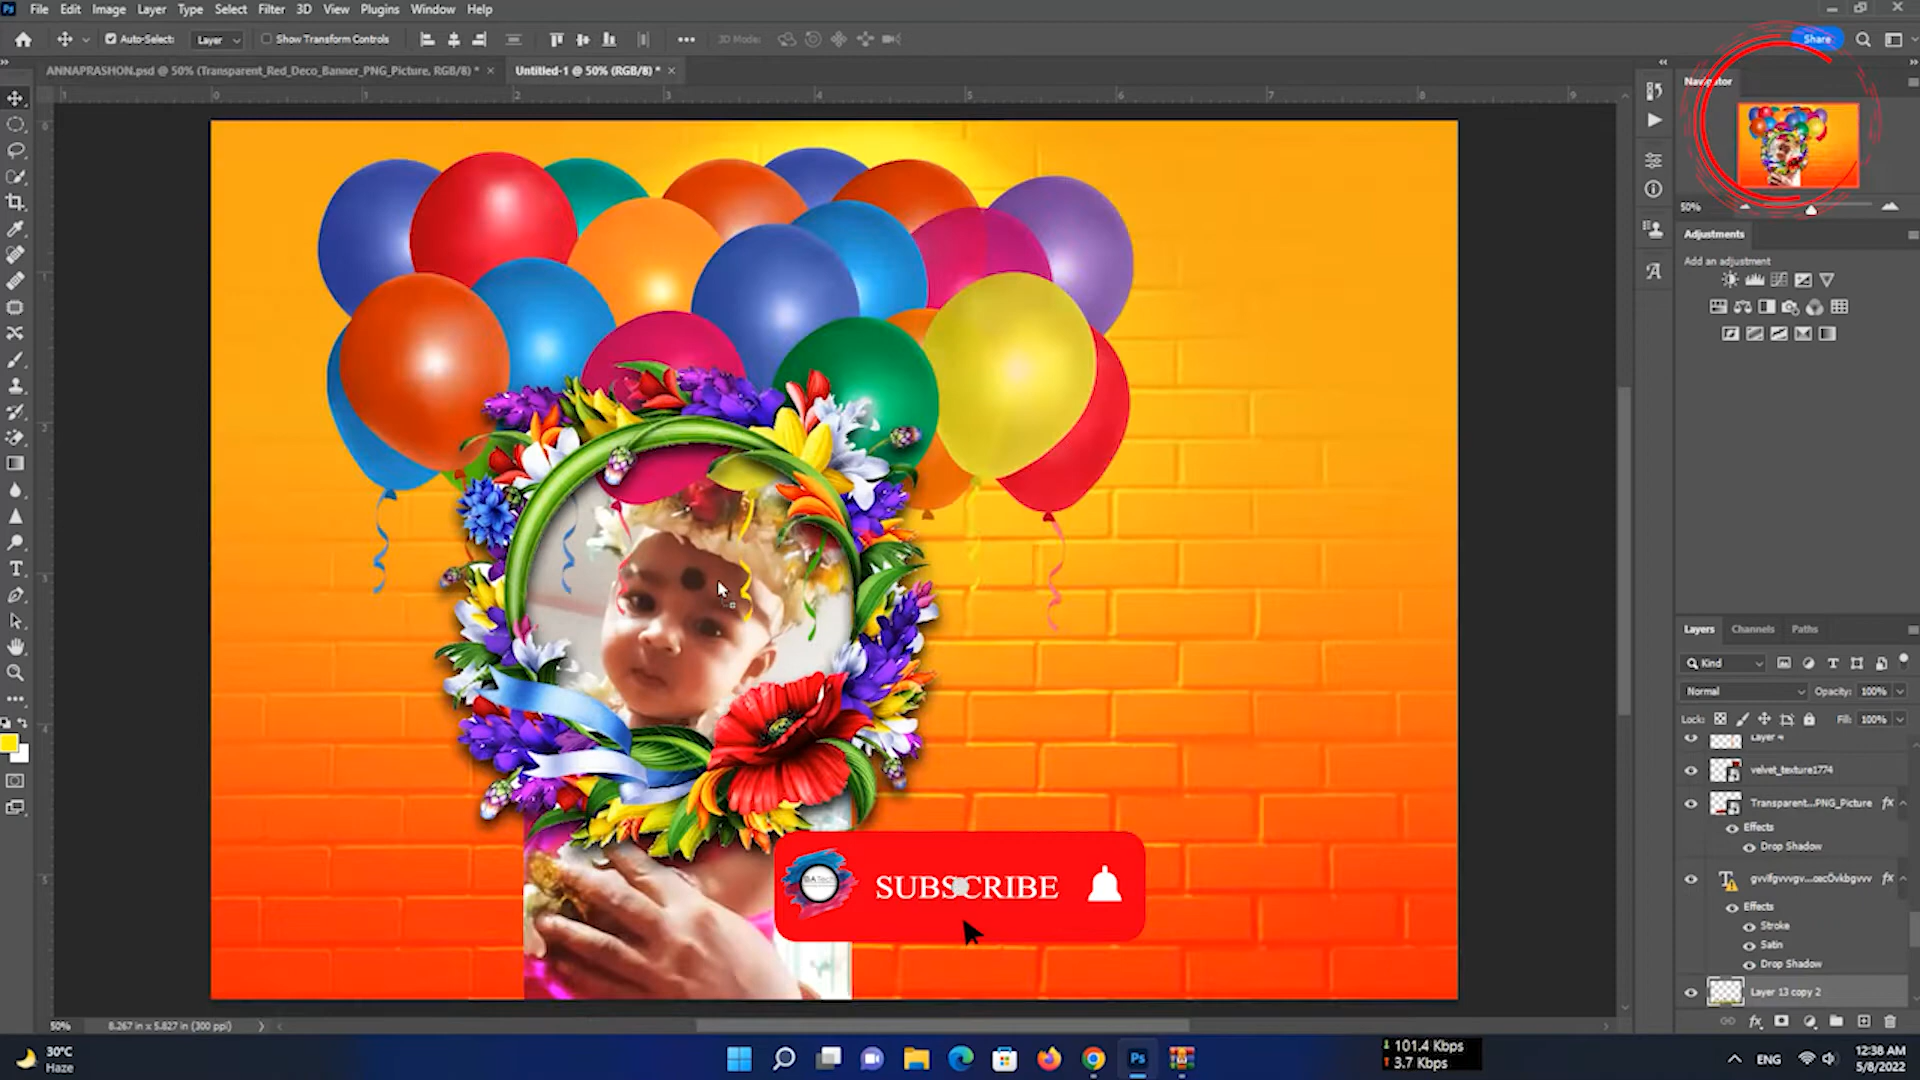 File Edit Image Layer Type Select Filter 3D View Plugins Window Help
Auto-Select: Layer Show Transform Controls 3D Mode: Share
ANNAPRASHON.psd @ 50% (Transparent_Red_Deco_Banner_PNG_Picture, RGB/8) * × Untitled-1 @ 50% (RGB/8) * ×
Navigator
50%
Adjustments
Add an adjustment
Layers Channels Paths
Kind
Normal Opacity: 100%
Lock: Fill: 100%
Layer 4
velvet_texture1774
Transparent...PNG_Picture fx
Effects
Drop Shadow
Effects
Stroke
Satin
Drop Shadow
Layer 13 copy 2
SUBSCRIBE
50% 8.267 in x 5.827 in (300 ppi)
30°C
Haze
101.4 Kbps
3.7 Kbps
ENG
12:38 AM
5/8/2022